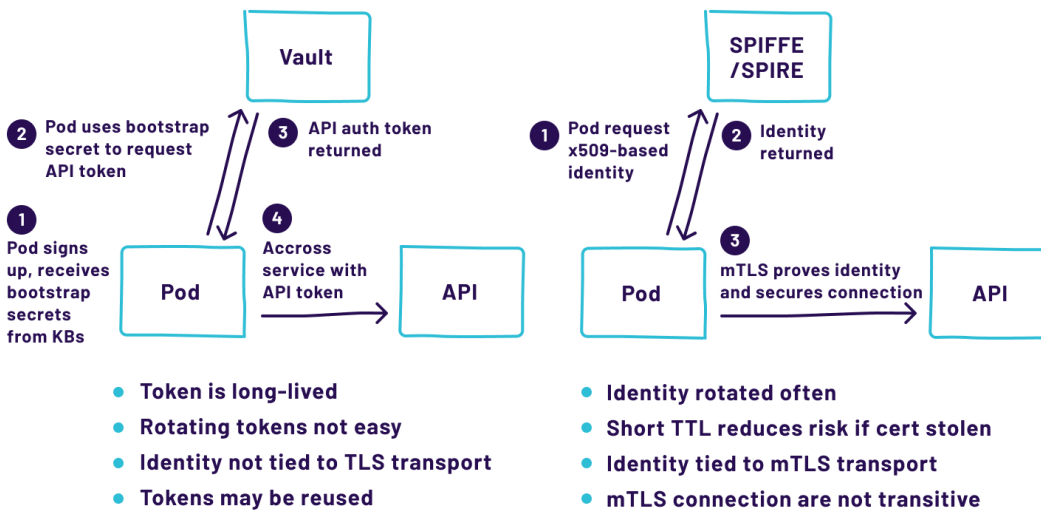 Vault
2
Pod uses bootstrap
secret to request
API token
3
API auth token
returned
1
Pod signs
up, receives
bootstrap
secrets
from KBs
Pod
4
Accross
service with
API token
API
Token is long-lived
Rotating tokens not easy
Identity not tied to TLS transport
Tokens may be reused
SPIFFE
/SPIRE
1
Pod request
x509-based
identity
2
Identity
returned
Pod
3
mTLS proves identity
and secures connection
API
Identity rotated often
Short TTL reduces risk if cert stolen
Identity tied to mTLS transport
mTLS connection are not transitive